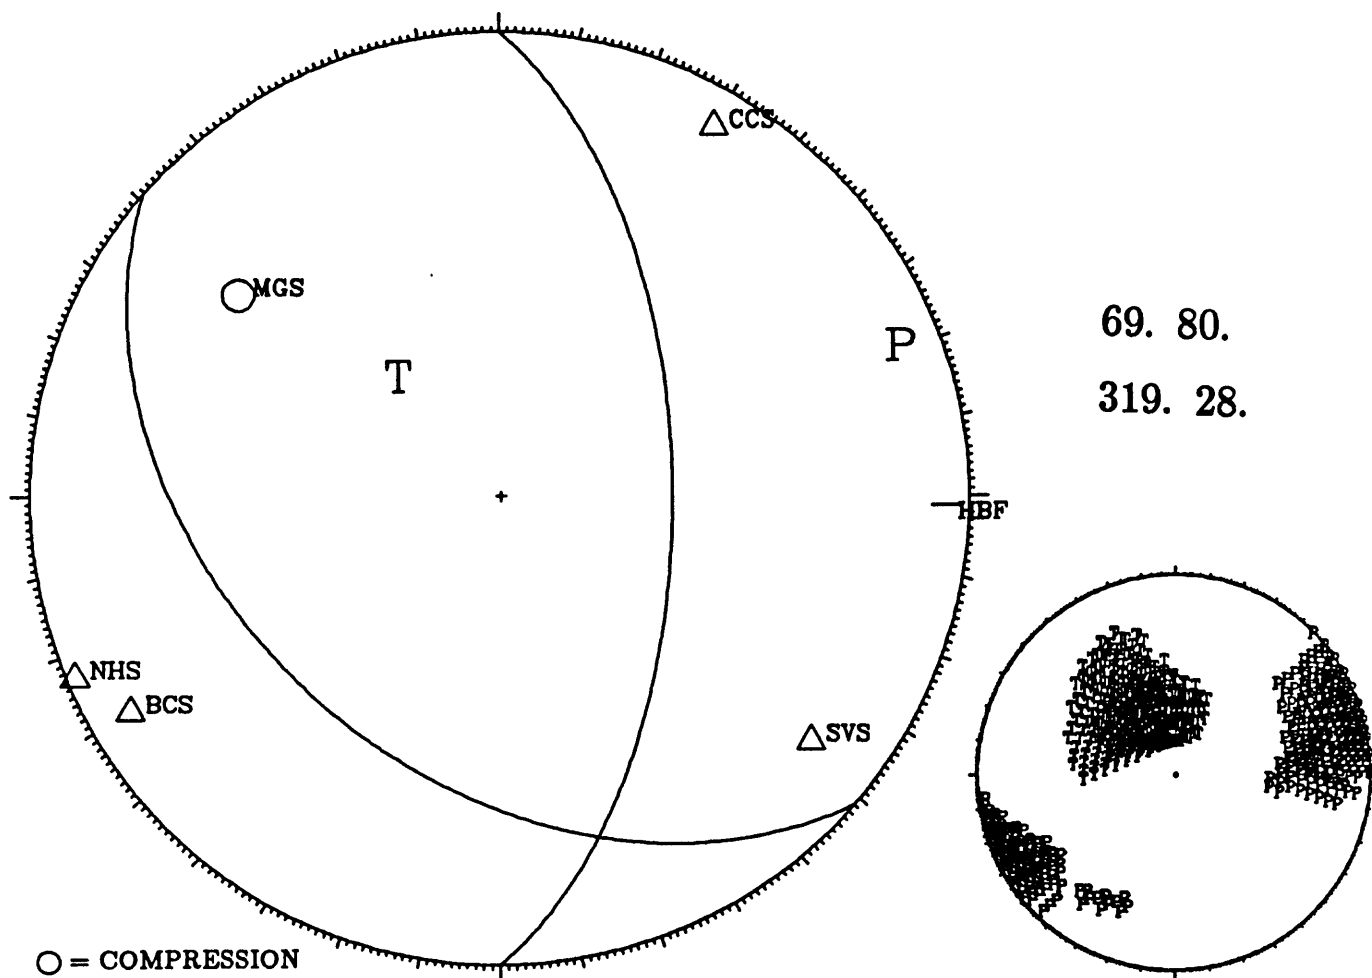 CCS
MGS
69. 80.
P
T
319. 28.
HBF
NHS
BCS
SVS
○ = COMPRESSION